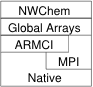 NWChem
Global Arrays
ARMCI
MPI
Native